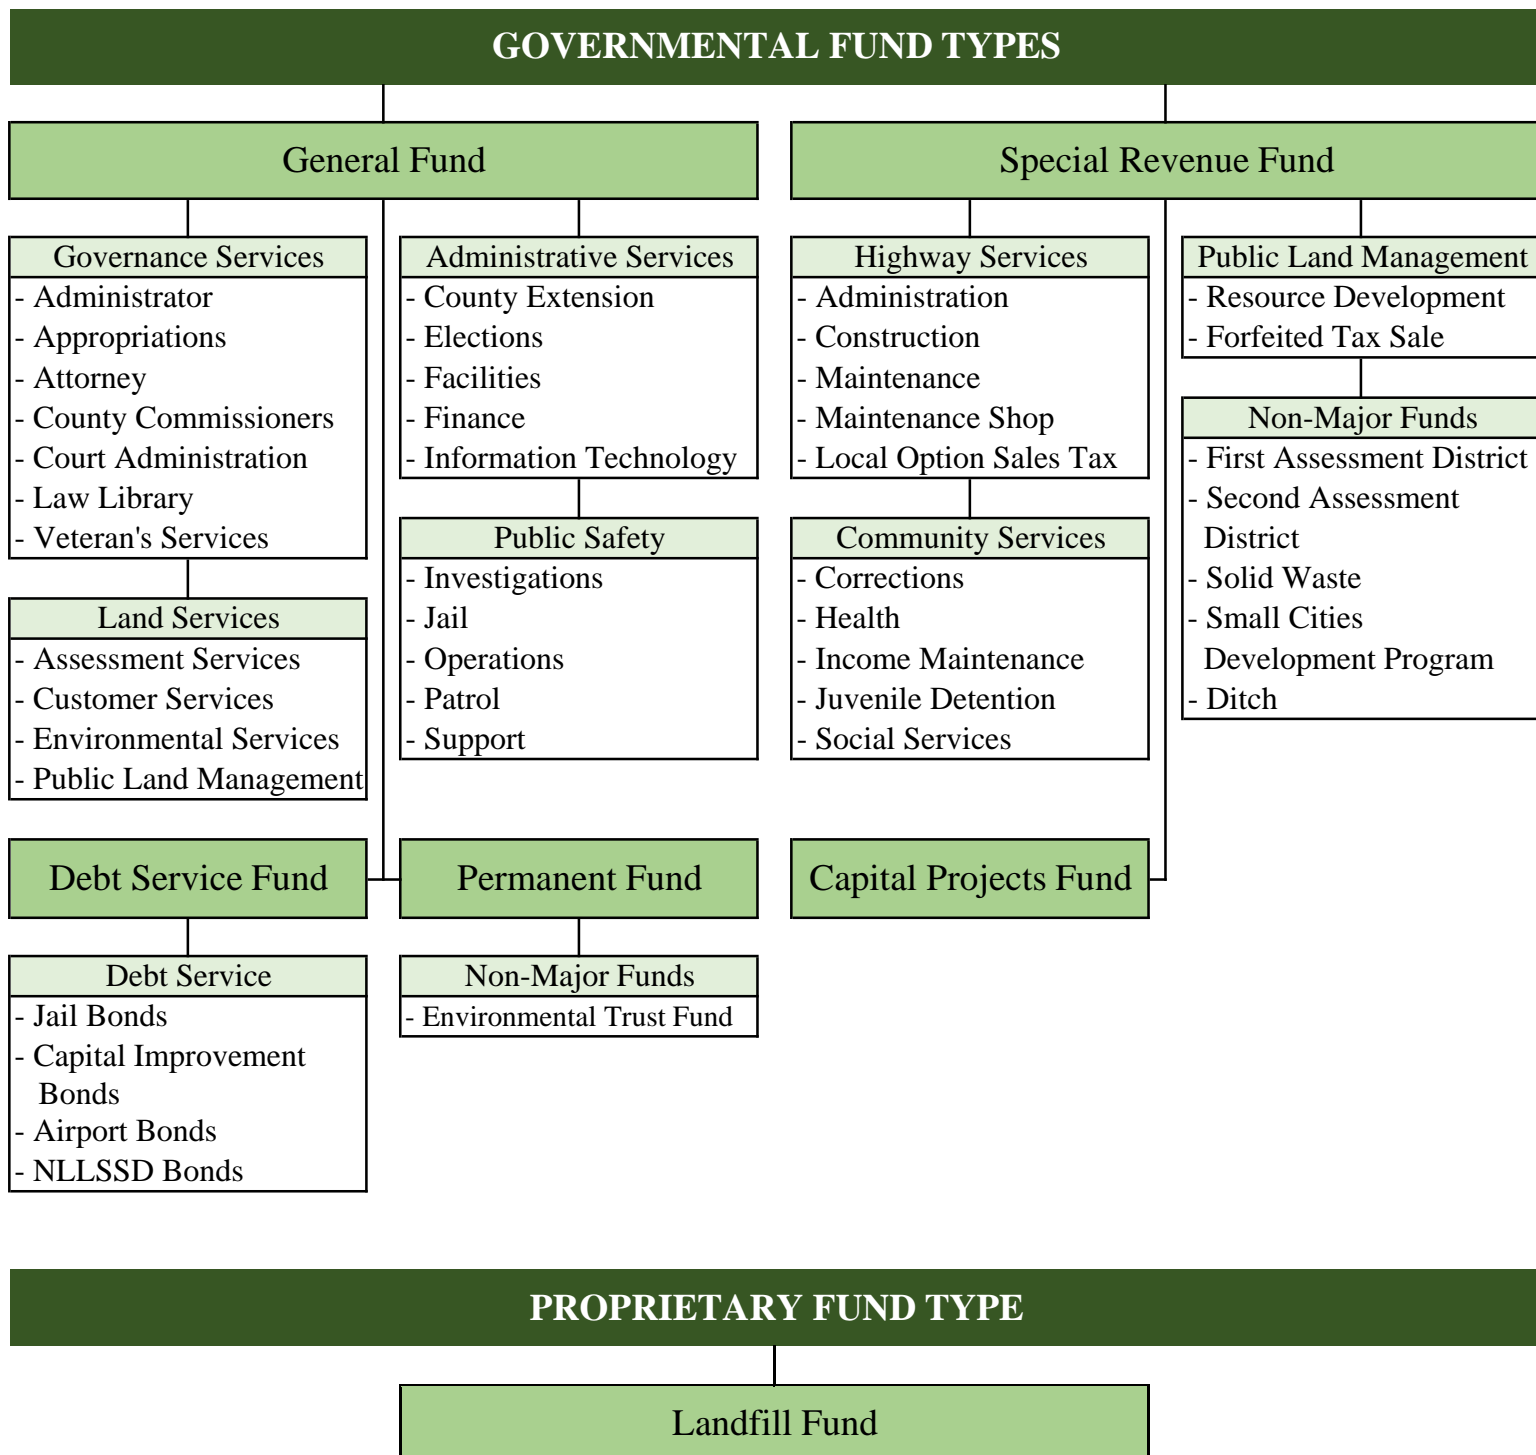 GOVERNMENTAL FUND TYPES
General Fund
Governance Services
- Administrator
- Appropriations
- Attorney
- County Commissioners
- Court Administration
- Law Library
- Veteran's Services
Land Services
- Assessment Services
- Customer Services
- Environmental Services
- Public Land Management
Administrative Services
- County Extension
- Elections
- Facilities
- Finance
- Information Technology
Public Safety
- Investigations
- Jail
- Operations
- Patrol
- Support
Special Revenue Fund
Highway Services
- Administration
- Construction
- Maintenance
- Maintenance Shop
- Local Option Sales Tax
Community Services
- Corrections
- Health
- Income Maintenance
- Juvenile Detention
- Social Services
Public Land Management
- Resource Development
- Forfeited Tax Sale
Non-Major Funds
- First Assessment District
- Second Assessment
District
- Solid Waste
- Small Cities
Development Program
- Ditch
Debt Service Fund
Debt Service
- Jail Bonds
- Capital Improvement
Bonds
- Airport Bonds
- NLLSSD Bonds
Permanent Fund
Non-Major Funds
- Environmental Trust Fund
Capital Projects Fund
PROPRIETARY FUND TYPE
Landfill Fund